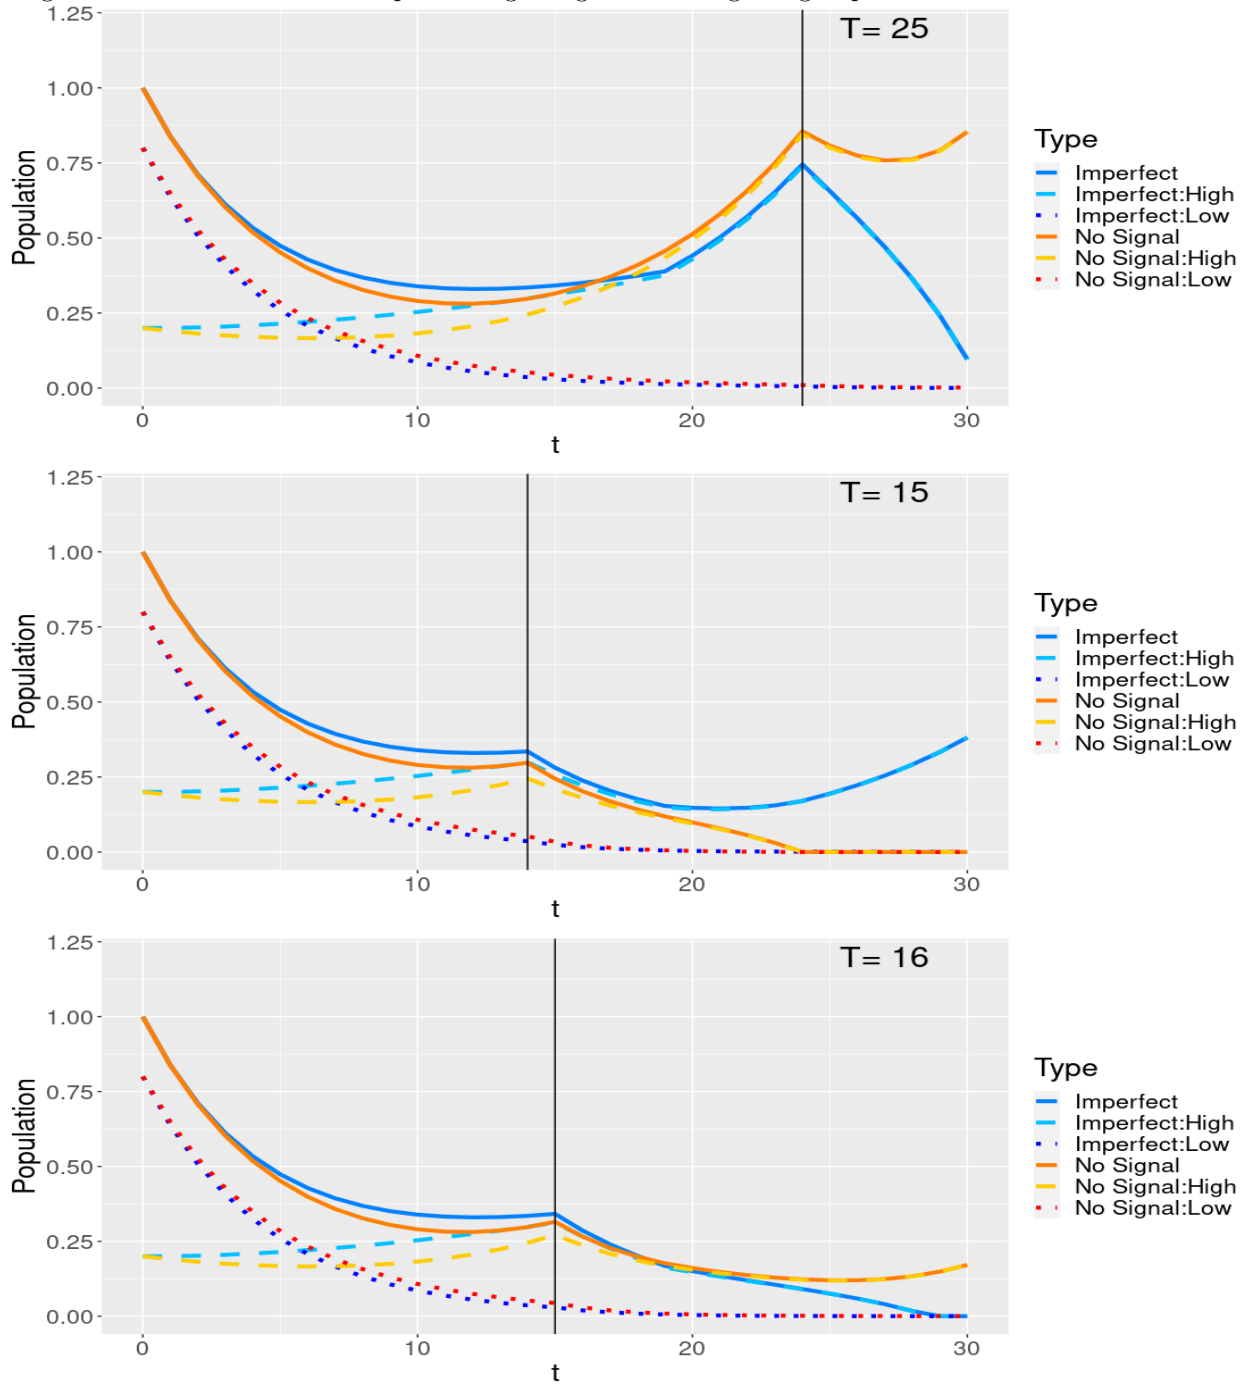 1.25
T= 25
1.00
0.75
0.50
0.25
0.00
Population
0 10 20 30
t
Type
Imperfect
Imperfect:High
Imperfect:Low
No Signal
No Signal:High
No Signal:Low
1.25
T= 15
1.00
0.75
0.50
0.25
0.00
Population
0 10 20 30
t
Type
Imperfect
Imperfect:High
Imperfect:Low
No Signal
No Signal:High
No Signal:Low
1.25
T= 16
1.00
0.75
0.50
0.25
0.00
Population
0 10 20 30
t
Type
Imperfect
Imperfect:High
Imperfect:Low
No Signal
No Signal:High
No Signal:Low